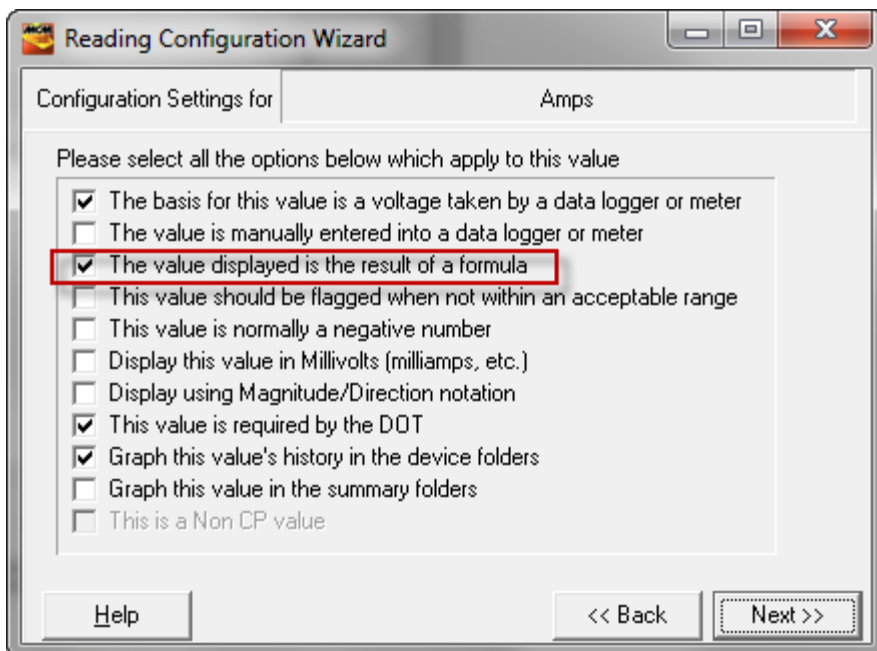 MCM
Reading Configuration Wizard
Configuration Settings for
Amps
Please select all the options below which apply to this value
The basis for this value is a voltage taken by a data logger or meter
The value is manually entered into a data logger or meter
The value displayed is the result of a formula
This value should be flagged when not within an acceptable range
This value is normally a negative number
Display this value in Millivolts (milliamps, etc.)
Display using Magnitude/Direction notation
This value is required by the DOT
Graph this value's history in the device folders
Graph this value in the summary folders
This is a Non CP value
Help
<< Back
Next >>